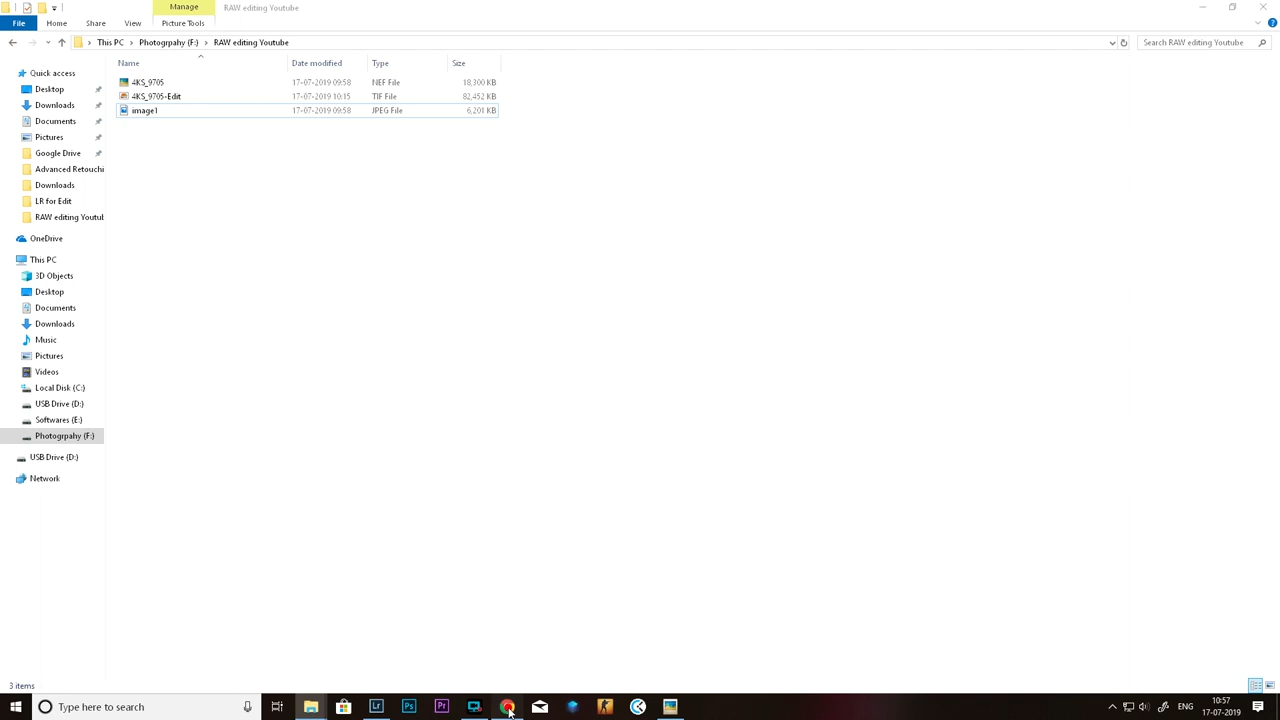 Manage
RAW editing Youtube
File
Home
Share
View
Picture Tools
This PC
Photogrpahy (F:)
RAW editing Youtube
Search RAW editing Youtube
Name
Date modified
Type
Size
4KS_9705
17-07-2019 09:58
NEF File
18,300 KB
4KS_9705-Edit
17-07-2019 10:15
TIF File
82,452 KB
image1
17-07-2019 09:58
JPEG File
6,201 KB
Quick access
Desktop
Downloads
Documents
Pictures
Google Drive
Advanced Retouchi
Downloads
LR for Edit
RAW editing Youtub
OneDrive
This PC
3D Objects
Desktop
Documents
Downloads
Music
Pictures
Videos
Local Disk (C:)
USB Drive (D:)
Softwares (E:)
Photogrpahy (F:)
USB Drive (D:)
Network
3 items
Type here to search
Lr
Ps
Pr
10:57
17-07-2019